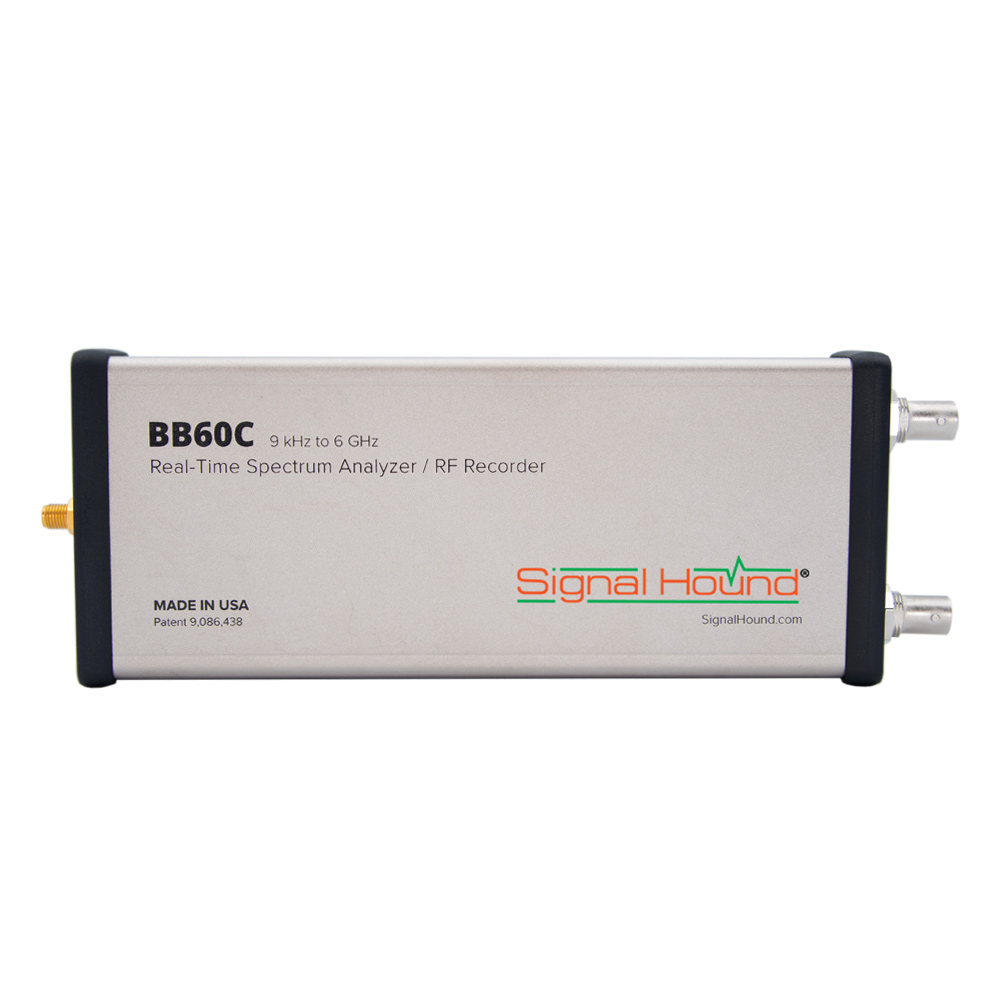 BB60C 9 kHz to 6 GHz
Real-Time Spectrum Analyzer / RF Recorder
Signal Hound®
MADE IN USA
Patent 9,086,438
SignalHound.com